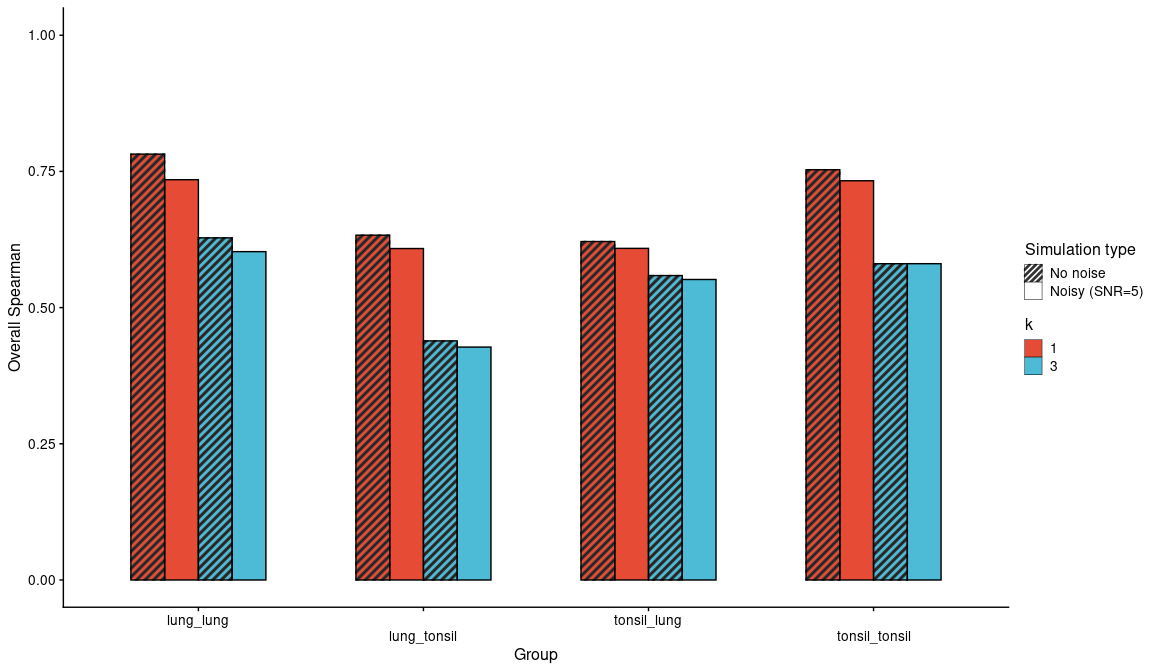 1.00
0.75
0.50
0.25
0.00
Overall Spearman
lung_lung
lung_tonsil
tonsil_lung
tonsil_tonsil
Group
Simulation type
No noise
Noisy (SNR=5)
k
1
3